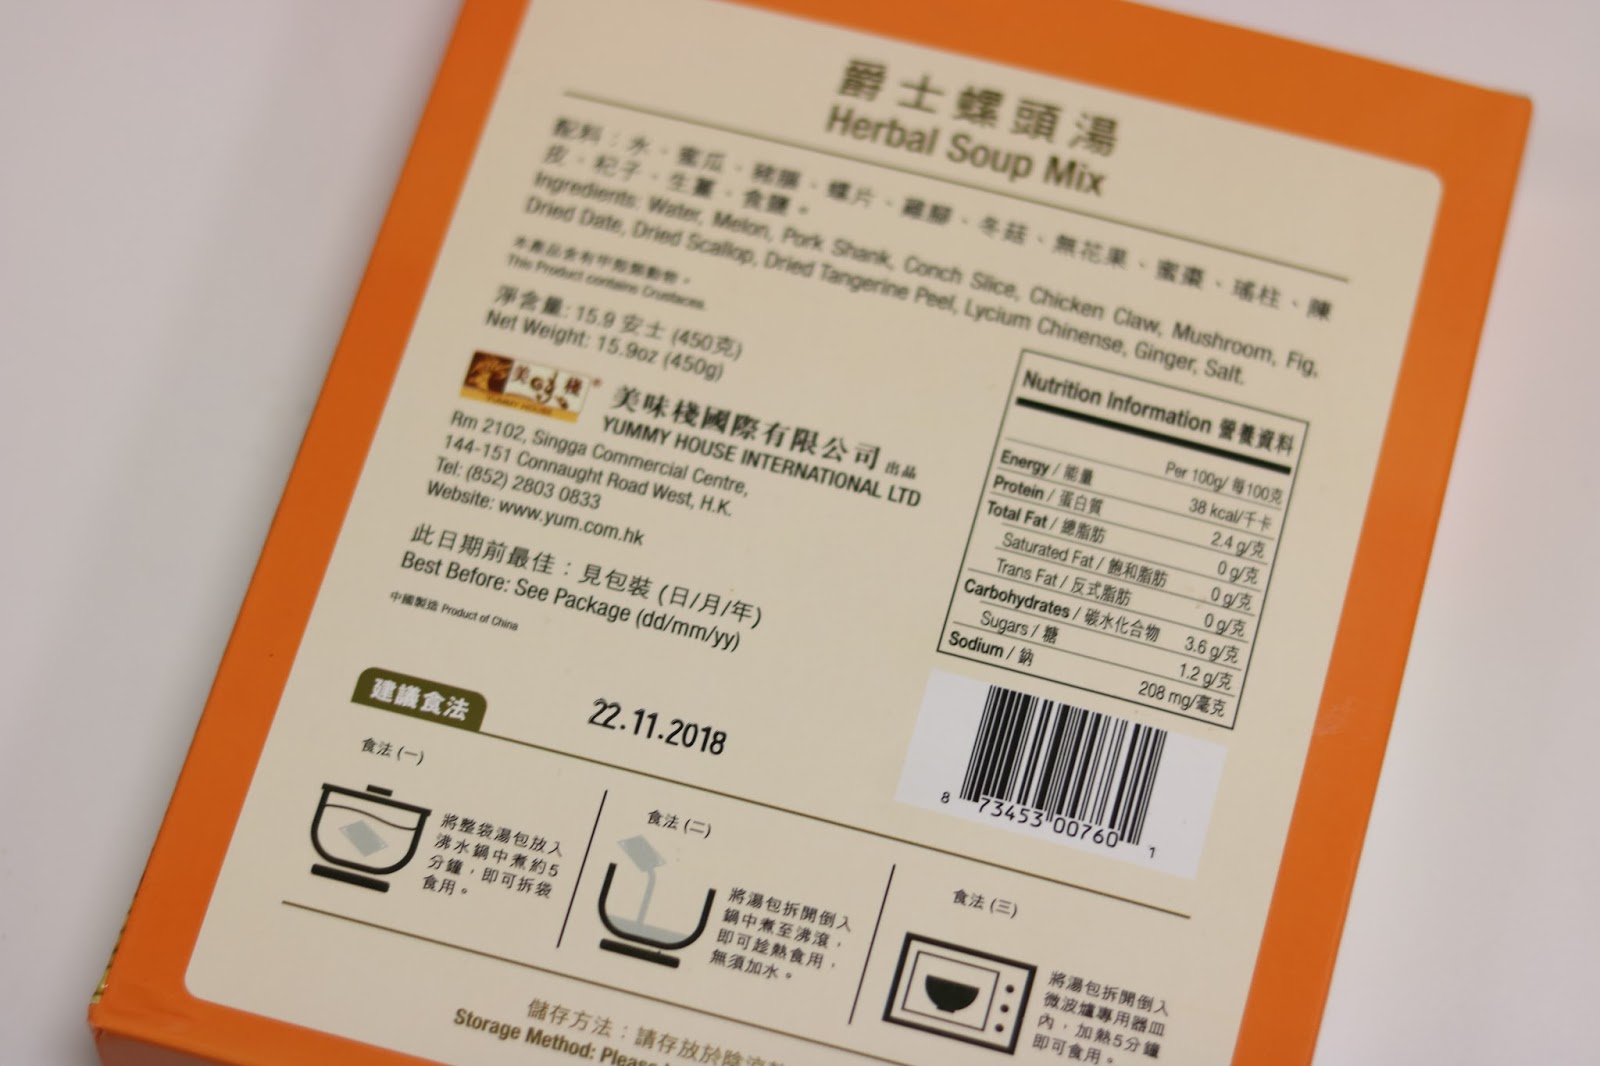 爵士螺頭湯
Herbal Soup Mix
配料：水、蜜瓜、豬𦟌、螺片、雞腳、冬菇、無花果、蜜棗、瑤柱、陳
皮、杞子、生薑、食鹽。
Ingredients: Water, Melon, Pork Shank, Conch Slice, Chicken Claw, Mushroom, Fig,
Dried Date, Dried Scallop, Dried Tangerine Peel, Lycium Chinense, Ginger, Salt.
本產品含有甲殼類動物。
This Product contains Crustacea.
淨含量: 15.9 安士 (450克)
Net Weight: 15.9oz (450g)
美味棧®
YUMMY HOUSE
美味棧國際有限公司 出品
YUMMY HOUSE INTERNATIONAL LTD
Rm 2102, Singga Commercial Centre,
144-151 Connaught Road West, H.K.
Tel: (852) 2803 0833
Website: www.yum.com.hk
此日期前最佳：見包裝 (日/月/年)
Best Before: See Package (dd/mm/yy)
中國製造 Product of China
Nutrition Information 營養資料
Per 100g/ 每100克
Energy / 能量 38 kcal/千卡
Protein / 蛋白質 2.4 g/克
Total Fat / 總脂肪 0 g/克
Saturated Fat / 飽和脂肪 0 g/克
Trans Fat / 反式脂肪 0 g/克
Carbohydrates / 碳水化合物 3.6 g/克
Sugars / 糖 1.2 g/克
Sodium / 鈉 208 mg/毫克
8 73453 00760 1
22.11.2018
建議食法
食法 (一)
將整袋湯包放入
沸水鍋中煮約5
分鐘，即可拆袋
食用。
食法 (二)
將湯包拆開倒入
鍋中煮至沸滾，
即可趁熱食用，
無須加水。
食法 (三)
將湯包拆開倒入
微波爐專用器皿
內，加熱5分鐘
即可食用。
儲存方法：請存放於陰涼
Storage Method: Please